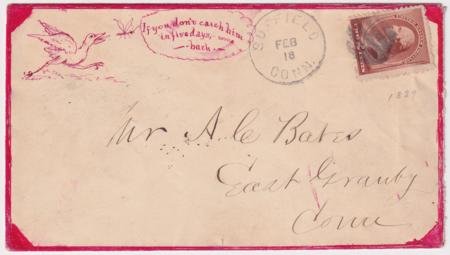 If you don't catch him
in five days,
back.
SUFFIELD
FEB
18
CONN.
1889
Mr A. C. Bates
East Granby
Conn